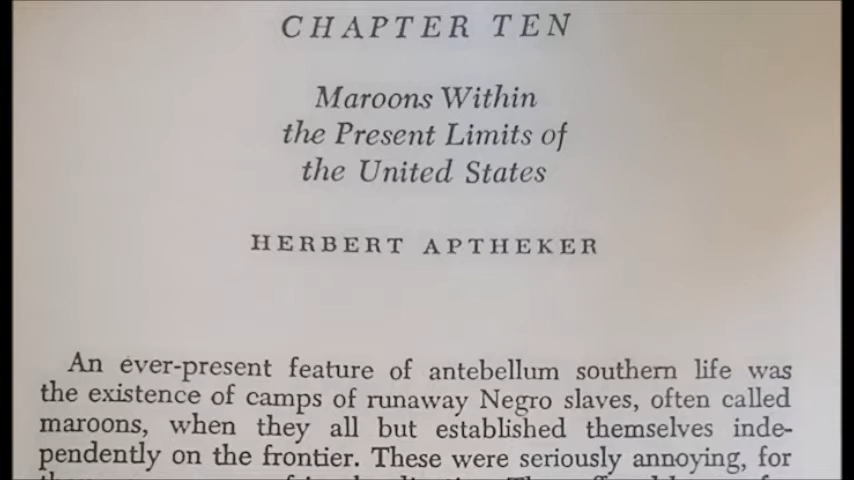 CHAPTER TEN
Maroons Within
the Present Limits of
the United States
HERBERT APTHEKER
An ever-present feature of antebellum southern life was
the existence of camps of runaway Negro slaves, often called
maroons, when they all but established themselves inde-
pendently on the frontier. These were seriously annoying, for